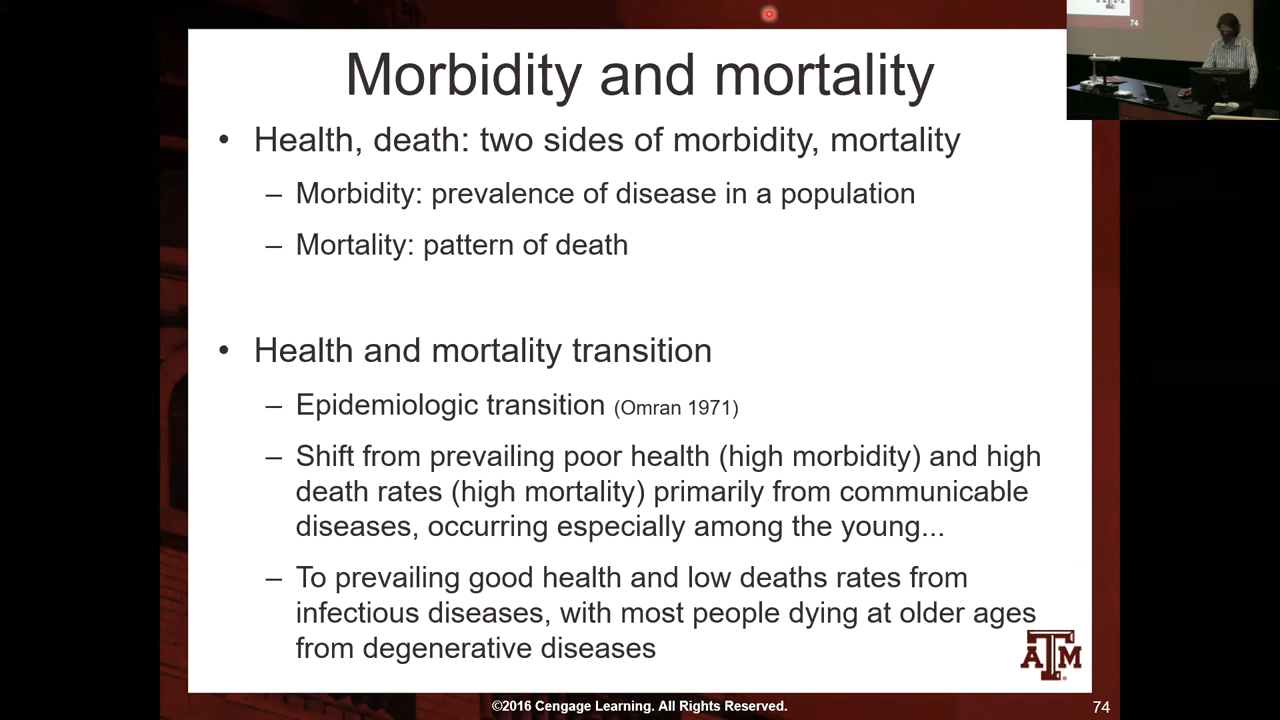 Morbidity and mortality
• Health, death: two sides of morbidity, mortality
– Morbidity: prevalence of disease in a population
– Mortality: pattern of death
• Health and mortality transition
– Epidemiologic transition (Omran 1971)
– Shift from prevailing poor health (high morbidity) and high
death rates (high mortality) primarily from communicable
diseases, occurring especially among the young...
– To prevailing good health and low deaths rates from
infectious diseases, with most people dying at older ages
from degenerative diseases
ATM
©2016 Cengage Learning. All Rights Reserved.
74
74